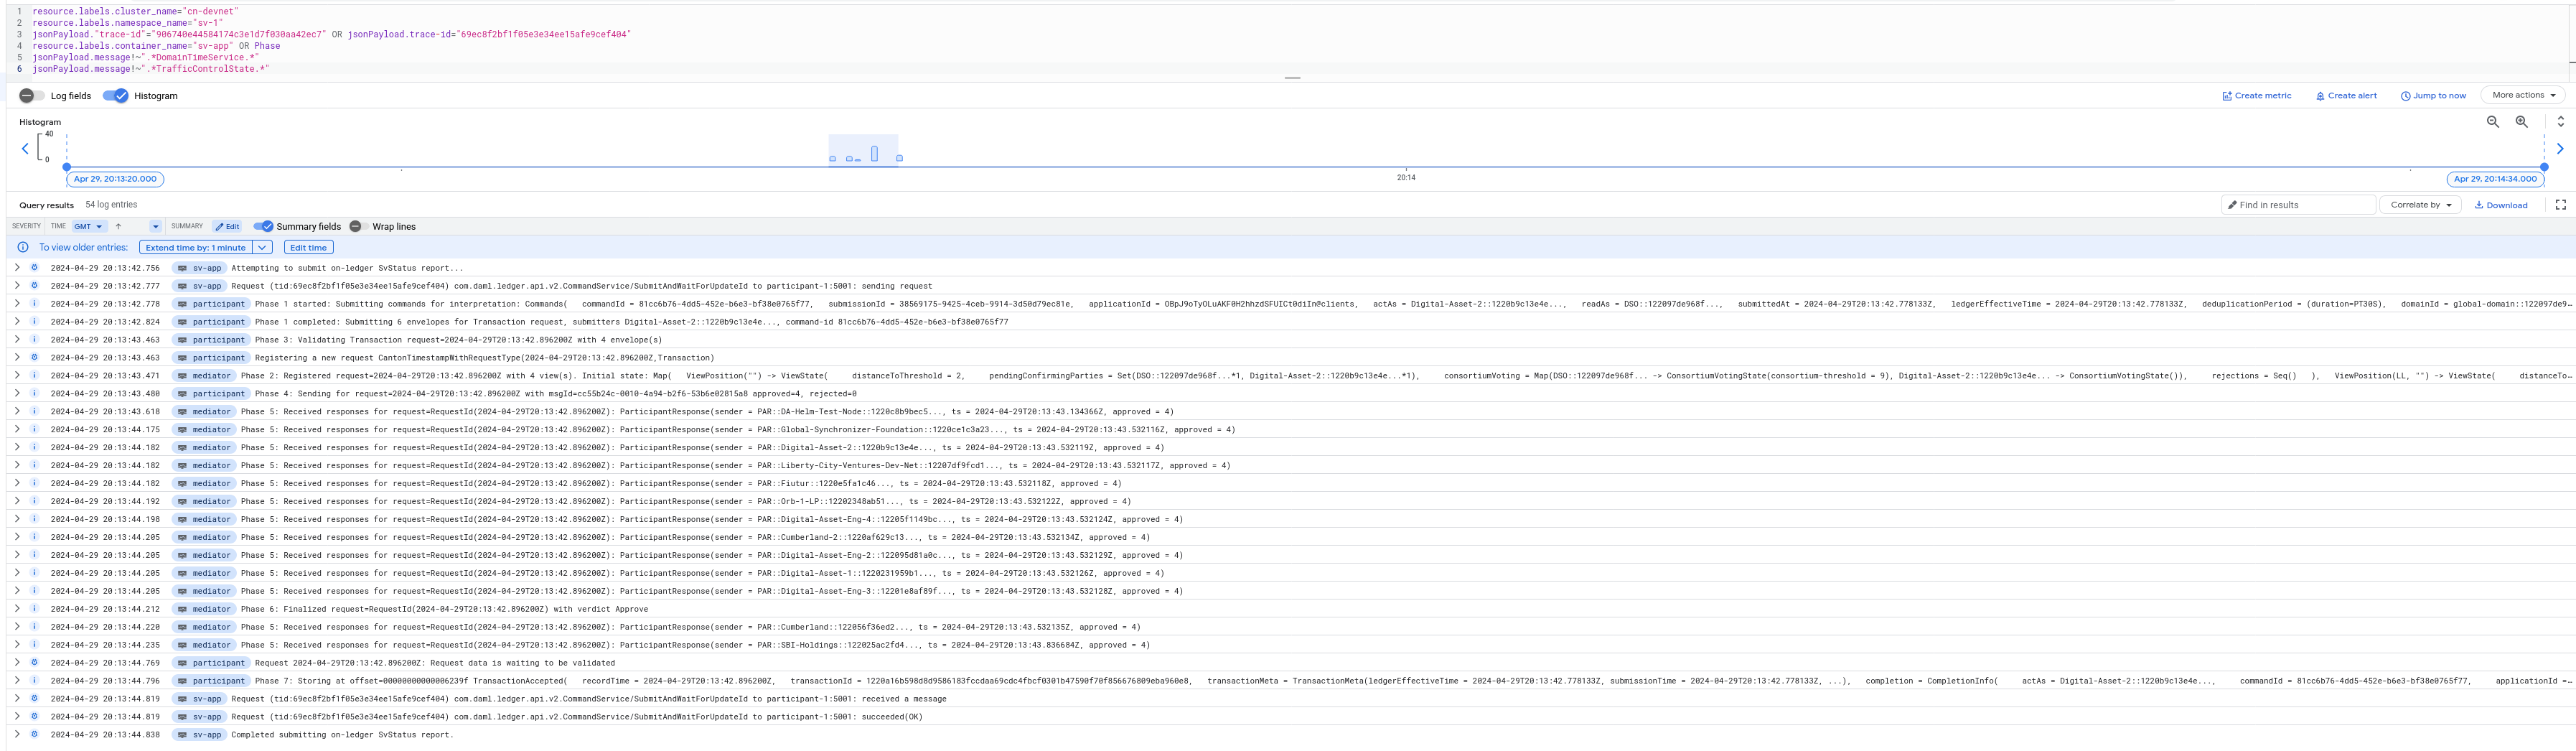 1 resource.labels.cluster_name="cn-devnet"
2 resource.labels.namespace_name="sv-1"
3 jsonPayload."trace-id"="906740e44584174c3e1d7f030aa42ec7" OR jsonPayload.trace-id="69ec8f2bf1f05e3e34ee15afe9cef404"
4 resource.labels.container_name="sv-app" OR Phase
5 jsonPayload.message!~".*DomainTimeService.*"
6 jsonPayload.message!~".*TrafficControlState.*"
Log fields Histogram Create metric Create alert Jump to now More actions
Histogram
40
0
20:14
Apr 29, 20:13:20.000 Apr 29, 20:14:34.000
Query results 54 log entries Find in results Correlate by Download
SEVERITY TIME GMT SUMMARY Edit Summary fields Wrap lines
To view older entries: Extend time by: 1 minute Edit time
2024-04-29 20:13:42.756 sv-app Attempting to submit on-ledger SvStatus report...
2024-04-29 20:13:42.777 sv-app Request (tid:69ec8f2bf1f05e3e34ee15afe9cef404) com.daml.ledger.api.v2.CommandService/SubmitAndWaitForUpdateId to participant-1:5001: sending request
2024-04-29 20:13:42.778 participant Phase 1 started: Submitting commands for interpretation: Commands( commandId = 81cc6b76-4dd5-452e-b6e3-bf38e0765f77, submissionId = 38569175-9425-4ceb-9914-3d50d79ec81e, applicationId = OBpJ9oTyOLuAKF0H2hhzdSFUICt0diIn@clients, actAs = Digital-Asset-2::1220b9c13e4e..., readAs = DSO::122097de968f..., submittedAt = 2024-04-29T20:13:42.778133Z, ledgerEffectiveTime = 2024-04-29T20:13:42.778133Z, deduplicationPeriod = (duration=PT30S), domainId = global-domain::122097de9…
2024-04-29 20:13:42.824 participant Phase 1 completed: Submitting 6 envelopes for Transaction request, submitters Digital-Asset-2::1220b9c13e4e..., command-id 81cc6b76-4dd5-452e-b6e3-bf38e0765f77
2024-04-29 20:13:43.463 participant Phase 3: Validating Transaction request=2024-04-29T20:13:42.896200Z with 4 envelope(s)
2024-04-29 20:13:43.463 participant Registering a new request CantonTimestampWithRequestType(2024-04-29T20:13:42.896200Z,Transaction)
2024-04-29 20:13:43.471 mediator Phase 2: Registered request=2024-04-29T20:13:42.896200Z with 4 view(s). Initial state: Map( ViewPosition("") -> ViewState( distanceToThreshold = 2, pendingConfirmingParties = Set(DSO::122097de968f...*1, Digital-Asset-2::1220b9c13e4e...*1), consortiumVoting = Map(DSO::122097de968f... -> ConsortiumVotingState(consortium-threshold = 9), Digital-Asset-2::1220b9c13e4e... -> ConsortiumVotingState()), rejections = Seq() ), ViewPosition(LL, "") -> ViewState( distanceTo…
2024-04-29 20:13:43.480 participant Phase 4: Sending for request=2024-04-29T20:13:42.896200Z with msgId=cc55b24c-0010-4a94-b2f6-53b6e02815a8 approved=4, rejected=0
2024-04-29 20:13:43.618 mediator Phase 5: Received responses for request=RequestId(2024-04-29T20:13:42.896200Z): ParticipantResponse(sender = PAR::DA-Helm-Test-Node::1220c8b9bec5..., ts = 2024-04-29T20:13:43.134366Z, approved = 4)
2024-04-29 20:13:44.175 mediator Phase 5: Received responses for request=RequestId(2024-04-29T20:13:42.896200Z): ParticipantResponse(sender = PAR::Global-Synchronizer-Foundation::1220ce1c3a23..., ts = 2024-04-29T20:13:43.532116Z, approved = 4)
2024-04-29 20:13:44.182 mediator Phase 5: Received responses for request=RequestId(2024-04-29T20:13:42.896200Z): ParticipantResponse(sender = PAR::Digital-Asset-2::1220b9c13e4e..., ts = 2024-04-29T20:13:43.532119Z, approved = 4)
2024-04-29 20:13:44.182 mediator Phase 5: Received responses for request=RequestId(2024-04-29T20:13:42.896200Z): ParticipantResponse(sender = PAR::Liberty-City-Ventures-Dev-Net::12207df9fcd1..., ts = 2024-04-29T20:13:43.532117Z, approved = 4)
2024-04-29 20:13:44.182 mediator Phase 5: Received responses for request=RequestId(2024-04-29T20:13:42.896200Z): ParticipantResponse(sender = PAR::Fiutur::1220e5fa1c46..., ts = 2024-04-29T20:13:43.532118Z, approved = 4)
2024-04-29 20:13:44.192 mediator Phase 5: Received responses for request=RequestId(2024-04-29T20:13:42.896200Z): ParticipantResponse(sender = PAR::Orb-1-LP::12202348ab51..., ts = 2024-04-29T20:13:43.532122Z, approved = 4)
2024-04-29 20:13:44.198 mediator Phase 5: Received responses for request=RequestId(2024-04-29T20:13:42.896200Z): ParticipantResponse(sender = PAR::Digital-Asset-Eng-4::12205f1149bc..., ts = 2024-04-29T20:13:43.532124Z, approved = 4)
2024-04-29 20:13:44.205 mediator Phase 5: Received responses for request=RequestId(2024-04-29T20:13:42.896200Z): ParticipantResponse(sender = PAR::Cumberland-2::1220af629c13..., ts = 2024-04-29T20:13:43.532134Z, approved = 4)
2024-04-29 20:13:44.205 mediator Phase 5: Received responses for request=RequestId(2024-04-29T20:13:42.896200Z): ParticipantResponse(sender = PAR::Digital-Asset-Eng-2::122095d81a0c..., ts = 2024-04-29T20:13:43.532129Z, approved = 4)
2024-04-29 20:13:44.205 mediator Phase 5: Received responses for request=RequestId(2024-04-29T20:13:42.896200Z): ParticipantResponse(sender = PAR::Digital-Asset-1::1220231959b1..., ts = 2024-04-29T20:13:43.532126Z, approved = 4)
2024-04-29 20:13:44.205 mediator Phase 5: Received responses for request=RequestId(2024-04-29T20:13:42.896200Z): ParticipantResponse(sender = PAR::Digital-Asset-Eng-3::12201e8af89f..., ts = 2024-04-29T20:13:43.532128Z, approved = 4)
2024-04-29 20:13:44.212 mediator Phase 6: Finalized request=RequestId(2024-04-29T20:13:42.896200Z) with verdict Approve
2024-04-29 20:13:44.220 mediator Phase 5: Received responses for request=RequestId(2024-04-29T20:13:42.896200Z): ParticipantResponse(sender = PAR::Cumberland::122056f36ed2..., ts = 2024-04-29T20:13:43.532135Z, approved = 4)
2024-04-29 20:13:44.235 mediator Phase 5: Received responses for request=RequestId(2024-04-29T20:13:42.896200Z): ParticipantResponse(sender = PAR::SBI-Holdings::122025ac2fd4..., ts = 2024-04-29T20:13:43.836684Z, approved = 4)
2024-04-29 20:13:44.769 participant Request 2024-04-29T20:13:42.896200Z: Request data is waiting to be validated
2024-04-29 20:13:44.796 participant Phase 7: Storing at offset=00000000000006239f TransactionAccepted( recordTime = 2024-04-29T20:13:42.896200Z, transactionId = 1220a16b598d8d9586183fccdaa69cdc4fbcf0301b47590f70f856676809eba960e8, transactionMeta = TransactionMeta(ledgerEffectiveTime = 2024-04-29T20:13:42.778133Z, submissionTime = 2024-04-29T20:13:42.778133Z, ...), completion = CompletionInfo( actAs = Digital-Asset-2::1220b9c13e4e..., commandId = 81cc6b76-4dd5-452e-b6e3-bf38e0765f77, applicationId =…
2024-04-29 20:13:44.819 sv-app Request (tid:69ec8f2bf1f05e3e34ee15afe9cef404) com.daml.ledger.api.v2.CommandService/SubmitAndWaitForUpdateId to participant-1:5001: received a message
2024-04-29 20:13:44.819 sv-app Request (tid:69ec8f2bf1f05e3e34ee15afe9cef404) com.daml.ledger.api.v2.CommandService/SubmitAndWaitForUpdateId to participant-1:5001: succeeded(OK)
2024-04-29 20:13:44.838 sv-app Completed submitting on-ledger SvStatus report.